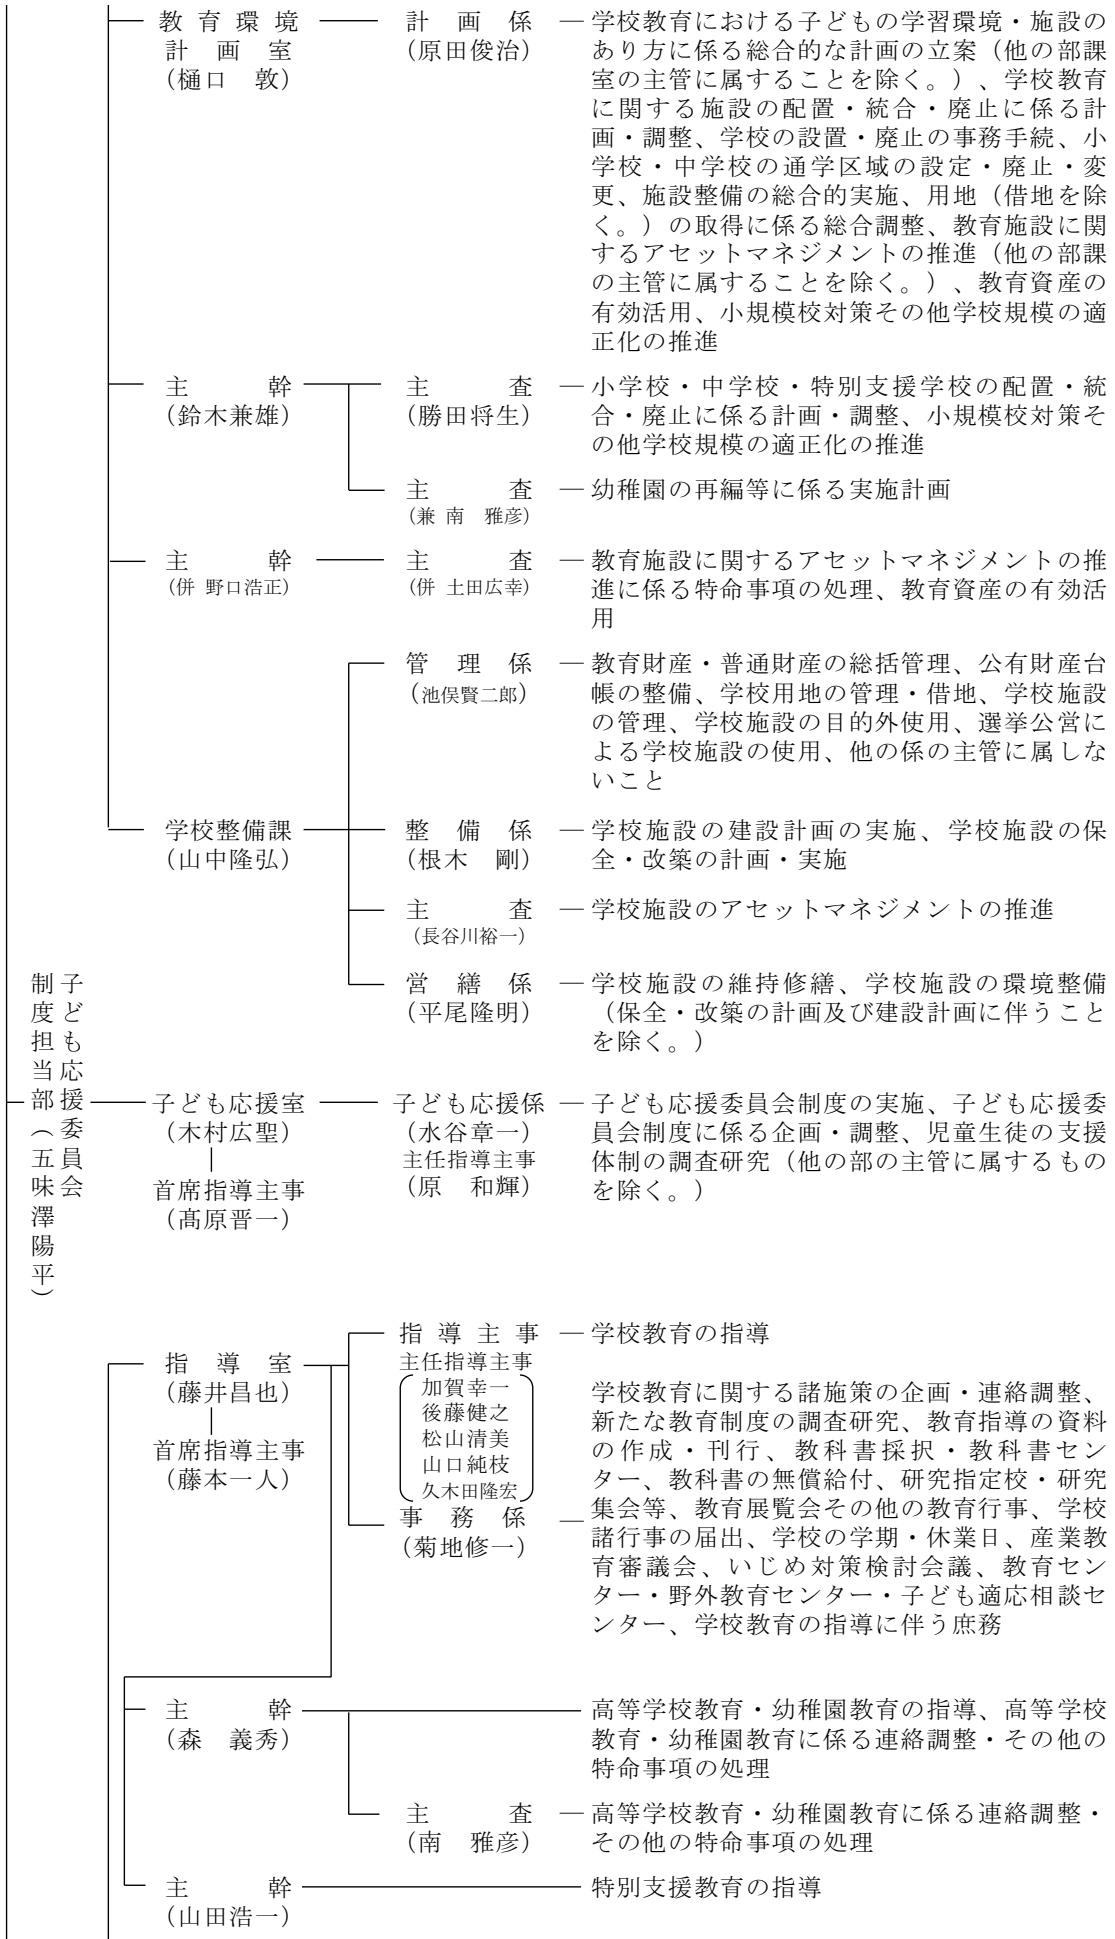 教育環境
計画室
（樋口　敦）
計画係
（原田俊治）
学校教育における子どもの学習環境・施設の
あり方に係る総合的な計画の立案（他の部課
室の主管に属することを除く。）、学校教育
に関する施設の配置・統合・廃止に係る計
画・調整、学校の設置・廃止の事務手続、小
学校・中学校の通学区域の設定・廃止・変
更、施設整備の総合的実施、用地（借地を除
く。）の取得に係る総合調整、教育施設に関
するアセットマネジメントの推進（他の部課
の主管に属することを除く。）、教育資産の
有効活用、小規模校対策その他学校規模の適
正化の推進
主幹
（鈴木兼雄）
主査
（勝田将生）
小学校・中学校・特別支援学校の配置・統
合・廃止に係る計画・調整、小規模校対策そ
の他学校規模の適正化の推進
主査
（兼 南　雅彦）
幼稚園の再編等に係る実施計画
主幹
（併 野口浩正）
主査
（併 土田広幸）
教育施設に関するアセットマネジメントの推
進に係る特命事項の処理、教育資産の有効活
用
管理係
（池俣賢二郎）
教育財産・普通財産の総括管理、公有財産台
帳の整備、学校用地の管理・借地、学校施設
の管理、学校施設の目的外使用、選挙公営に
よる学校施設の使用、他の係の主管に属しな
いこと
学校整備課
（山中隆弘）
整備係
（根木　剛）
学校施設の建設計画の実施、学校施設の保
全・改築の計画・実施
主査
（長谷川裕一）
学校施設のアセットマネジメントの推進
営繕係
（平尾隆明）
学校施設の維持修繕、学校施設の環境整備
（保全・改築の計画及び建設計画に伴うこと
を除く。）
子ども応援委員会
制度担当部（五味澤陽平）
子ども応援室
（木村広聖）
首席指導主事
（髙原晋一）
子ども応援係
（水谷章一）
主任指導主事
（原　和輝）
子ども応援委員会制度の実施、子ども応援委
員会制度に係る企画・調整、児童生徒の支援
体制の調査研究（他の部の主管に属するもの
を除く。）
指導室
（藤井昌也）
首席指導主事
（藤本一人）
指導主事
主任指導主事
加賀幸一
後藤健之
松山清美
山口純枝
久木田隆宏
学校教育の指導
事務係
（菊地修一）
学校教育に関する諸施策の企画・連絡調整、
新たな教育制度の調査研究、教育指導の資料
の作成・刊行、教科書採択・教科書セン
ター、教科書の無償給付、研究指定校・研究
集会等、教育展覧会その他の教育行事、学校
諸行事の届出、学校の学期・休業日、産業教
育審議会、いじめ対策検討会議、教育セン
ター・野外教育センター・子ども適応相談セ
ンター、学校教育の指導に伴う庶務
主幹
（森　義秀）
高等学校教育・幼稚園教育の指導、高等学校
教育・幼稚園教育に係る連絡調整・その他の
特命事項の処理
主査
（南　雅彦）
高等学校教育・幼稚園教育に係る連絡調整・
その他の特命事項の処理
主幹
（山田浩一）
特別支援教育の指導